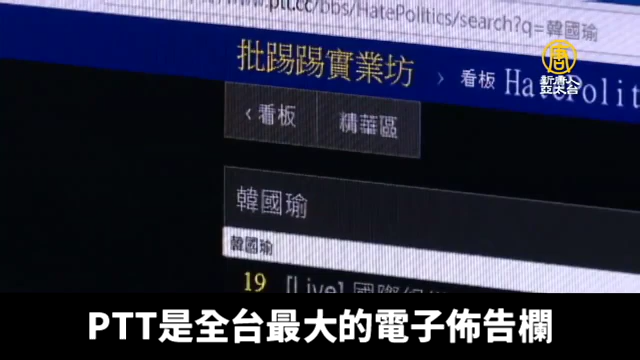 www.ptt.cc/bbs/HatePolitics/search?q=韓國瑜
批踢踢實業坊 › 看板 HatePolit
新唐人
亞太台
‹ 看板 精華區
韓國瑜
韓國瑜
19 [Live]
PTT是全台最大的電子佈告欄